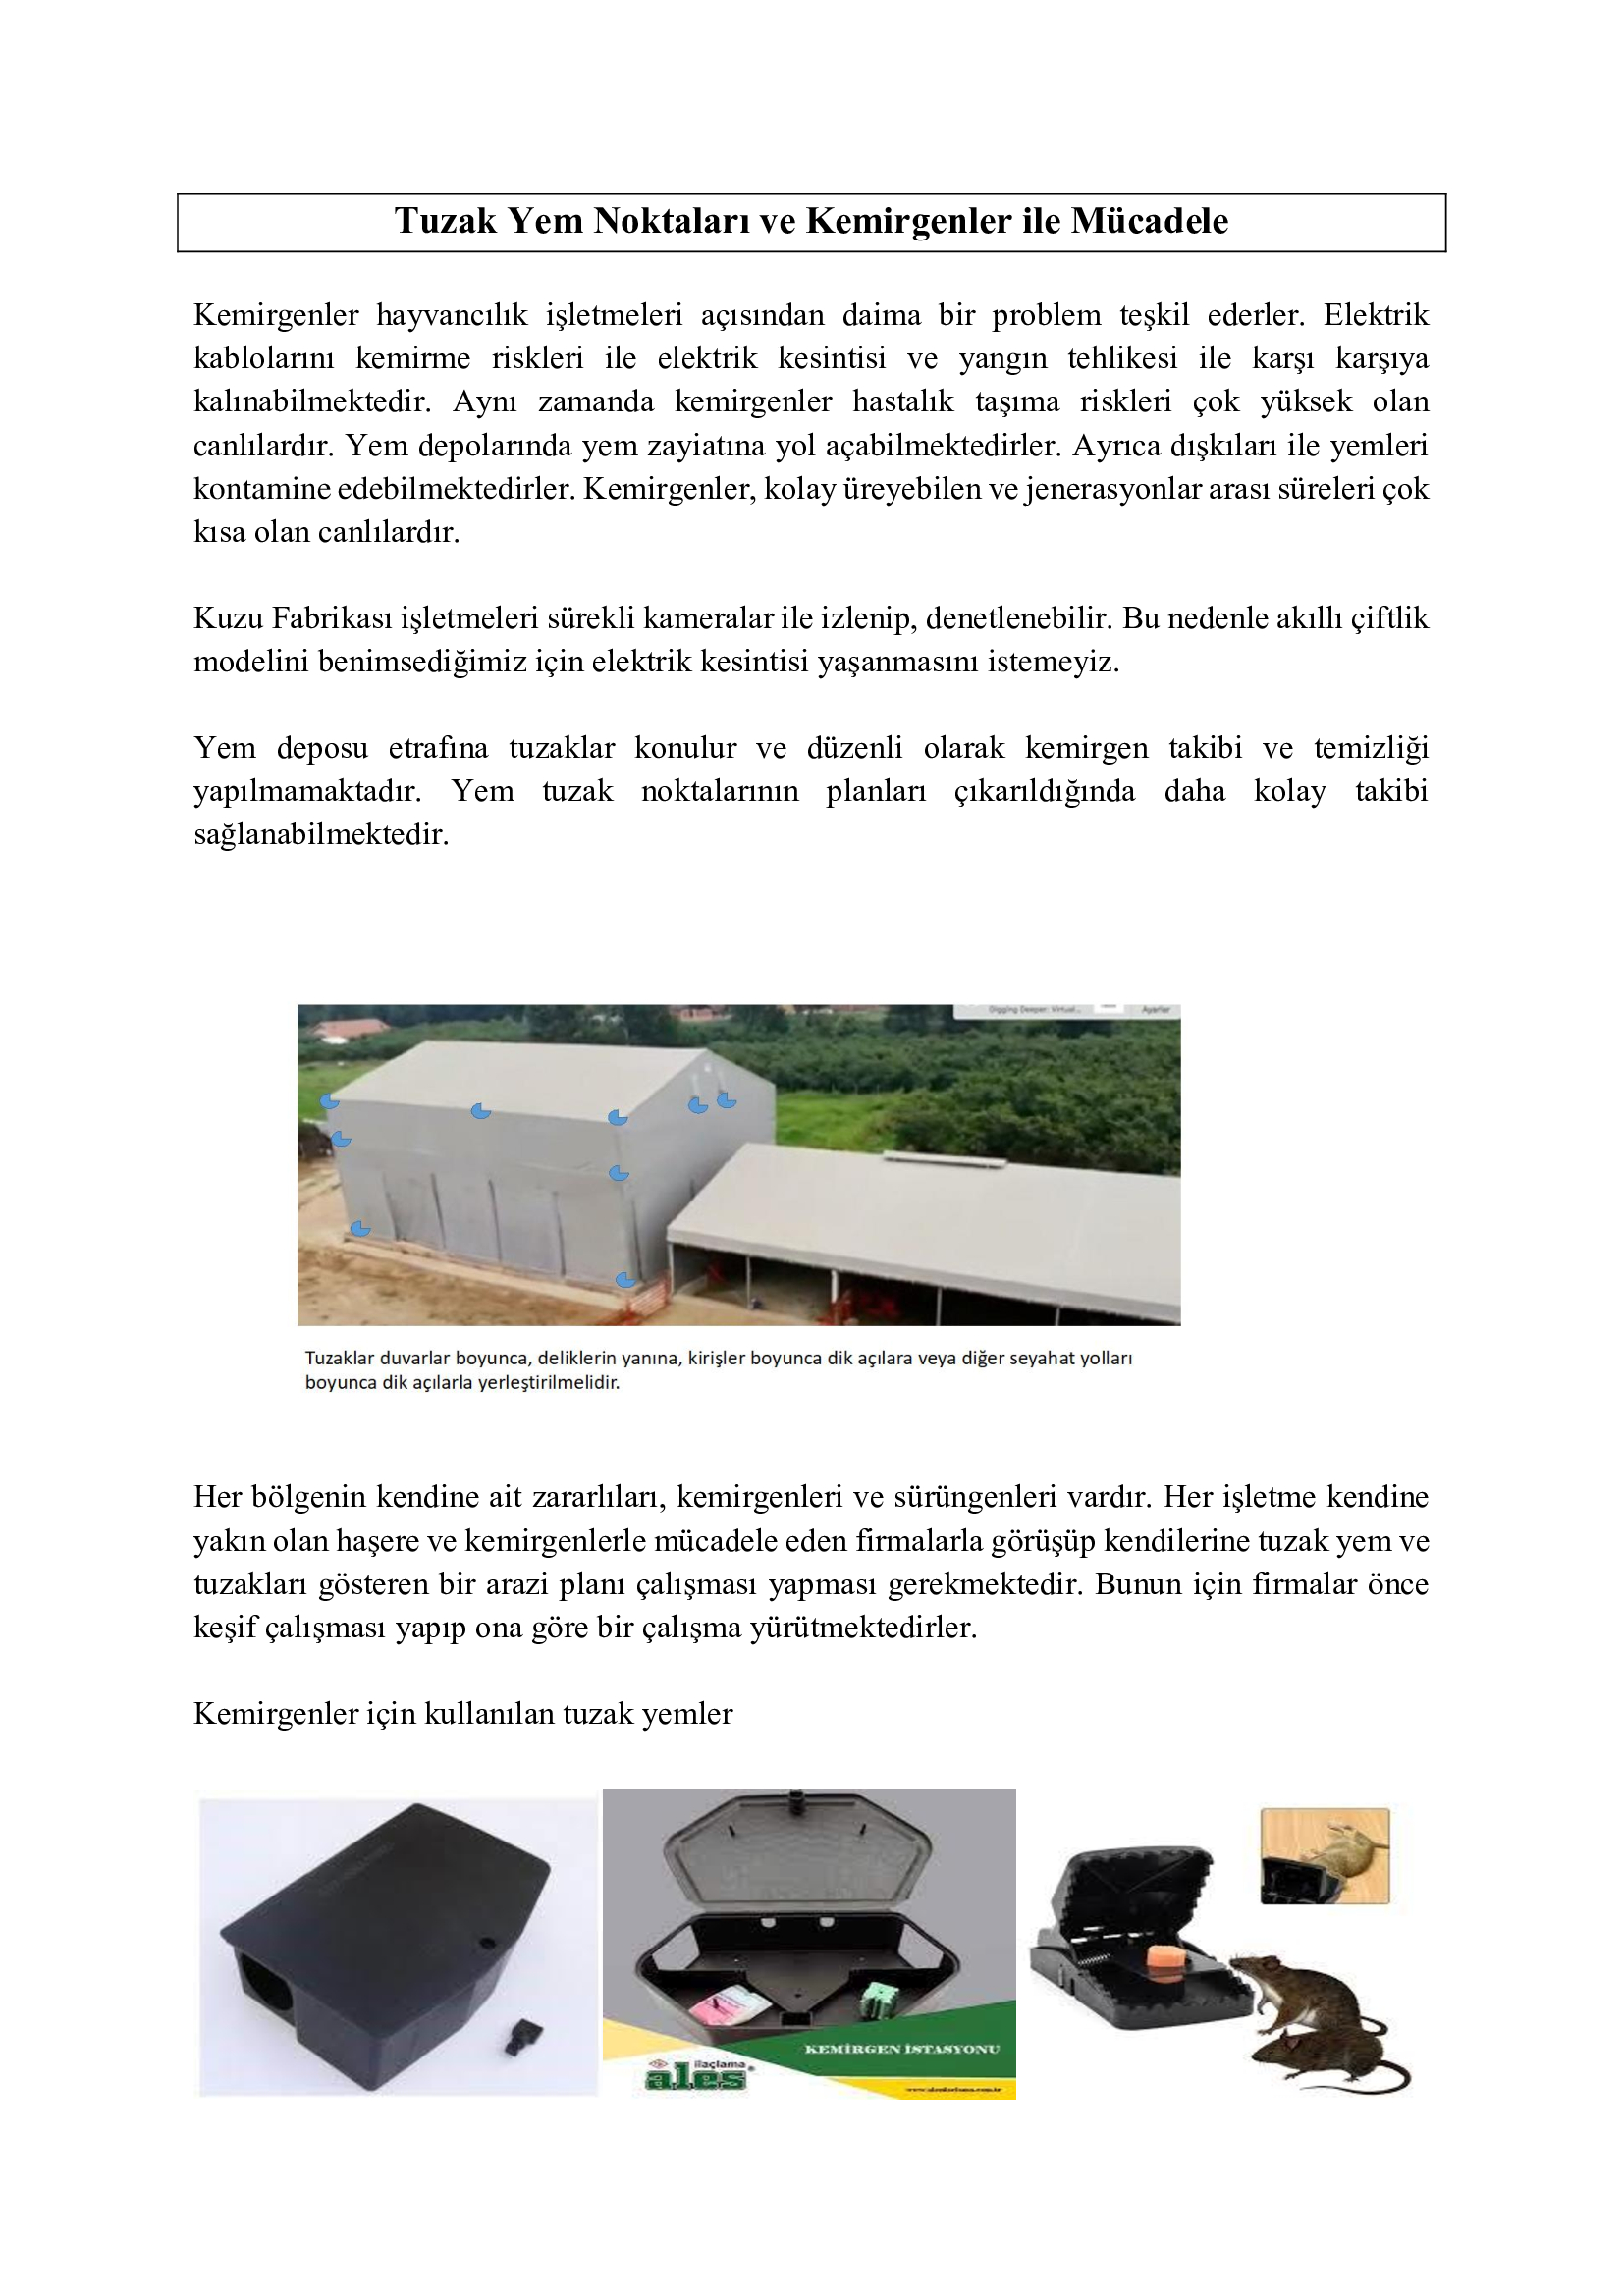 Tuzak Yem Noktaları ve Kemirgenler ile Mücadele
Kemirgenler hayvancılık işletmeleri açısından daima bir problem teşkil ederler. Elektrik
kablolarını kemirme riskleri ile elektrik kesintisi ve yangın tehlikesi ile karşı karşıya
kalınabilmektedir. Aynı zamanda kemirgenler hastalık taşıma riskleri çok yüksek olan
canlılardır. Yem depolarında yem zayiatına yol açabilmektedirler. Ayrıca dışkıları ile yemleri
kontamine edebilmektedirler. Kemirgenler, kolay üreyebilen ve jenerasyonlar arası süreleri çok
kısa olan canlılardır.
Kuzu Fabrikası işletmeleri sürekli kameralar ile izlenip, denetlenebilir. Bu nedenle akıllı çiftlik
modelini benimsediğimiz için elektrik kesintisi yaşanmasını istemeyiz.
Yem deposu etrafına tuzaklar konulur ve düzenli olarak kemirgen takibi ve temizliği
yapılmamaktadır. Yem tuzak noktalarının planları çıkarıldığında daha kolay takibi
sağlanabilmektedir.
Digging Deeper: Virtual... Ayarlar
Tuzaklar duvarlar boyunca, deliklerin yanına, kirişler boyunca dik açılara veya diğer seyahat yolları
boyunca dik açılarla yerleştirilmelidir.
Her bölgenin kendine ait zararlıları, kemirgenleri ve sürüngenleri vardır. Her işletme kendine
yakın olan haşere ve kemirgenlerle mücadele eden firmalarla görüşüp kendilerine tuzak yem ve
tuzakları gösteren bir arazi planı çalışması yapması gerekmektedir. Bunun için firmalar önce
keşif çalışması yapıp ona göre bir çalışma yürütmektedirler.
Kemirgenler için kullanılan tuzak yemler
KEMİRGEN İSTASYONU
ilaçlama
ales